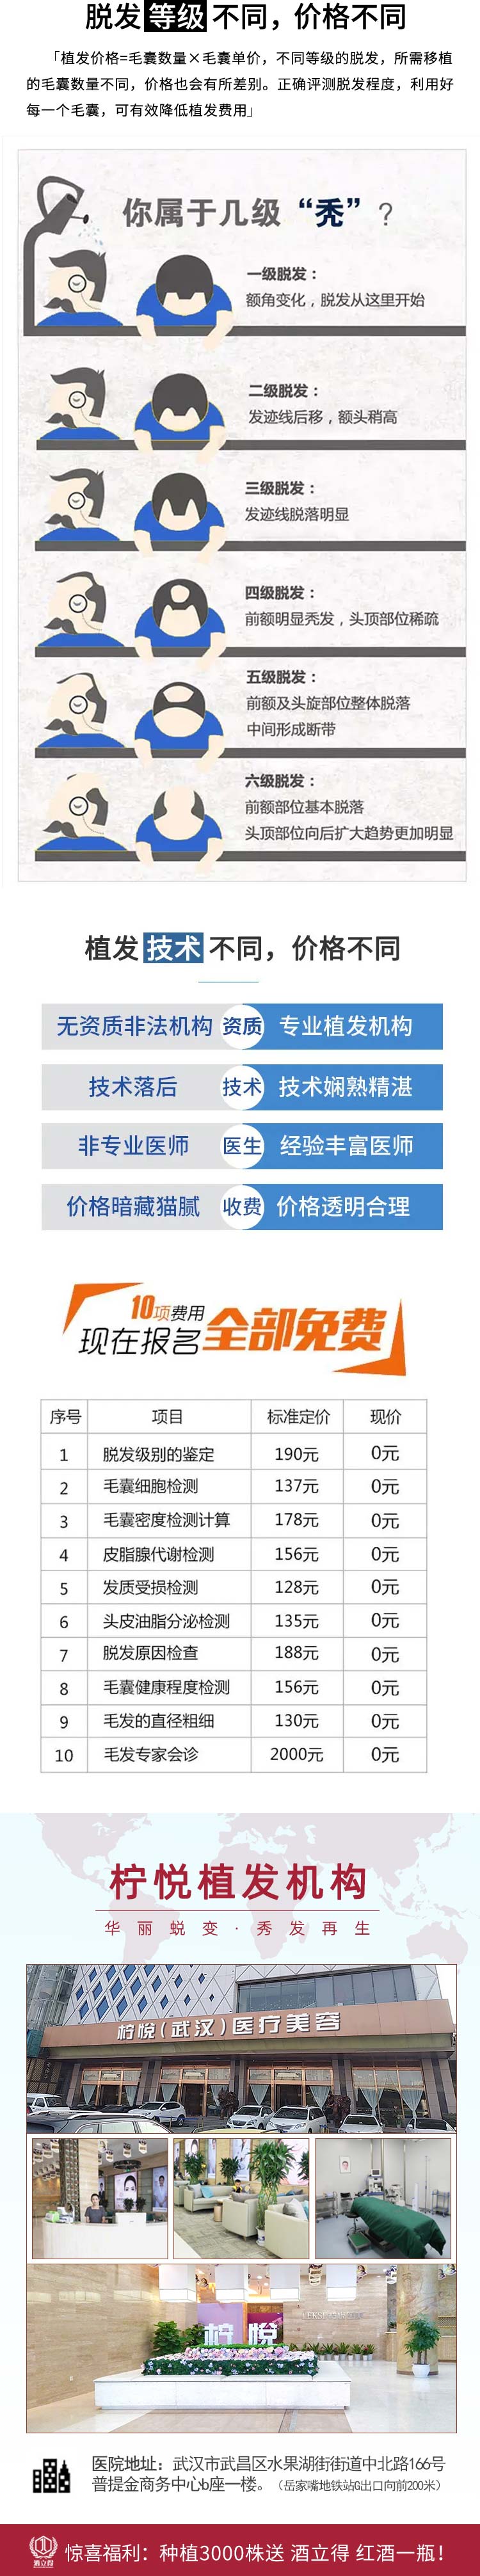 脱发等级不同，价格不同
「植发价格=毛囊数量×毛囊单价，不同等级的脱发，所需移植
的毛囊数量不同，价格也会有所差别。正确评测脱发程度，利用好
每一个毛囊，可有效降低植发费用」
你属于几级“秃”？
一级脱发：
额角变化，脱发从这里开始
二级脱发：
发迹线后移，额头稍高
三级脱发：
发迹线脱落明显
四级脱发：
前额明显秃发，头顶部位稀疏
五级脱发：
前额及头旋部位整体脱落
中间形成断带
六级脱发：
前额部位基本脱落
头顶部位向后扩大趋势更加明显
植发技术不同，价格不同
无资质非法机构 资质 专业植发机构
技术落后 技术 技术娴熟精湛
非专业医师 医生 经验丰富医师
价格暗藏猫腻 收费 价格透明合理
10项费用
现在报名全部免费
序号 项目 标准定价 现价
1 脱发级别的鉴定 190元 0元
2 毛囊细胞检测 137元 0元
3 毛囊密度检测计算 178元 0元
4 皮脂腺代谢检测 156元 0元
5 发质受损检测 128元 0元
6 头皮油脂分泌检测 135元 0元
7 脱发原因检查 188元 0元
8 毛囊健康程度检测 156元 0元
9 毛发的直径粗细 130元 0元
10 毛发专家会诊 2000元 0元
柠悦植发机构
华丽蜕变·秀发再生
柠悦(武汉)医疗美容
柠悦
医院地址：武汉市武昌区水果湖街街道中北路166号
普提金商务中心b座一楼。（岳家嘴地铁站G出口向前200米）
酒立得
惊喜福利：种植3000株送 酒立得 红酒一瓶！